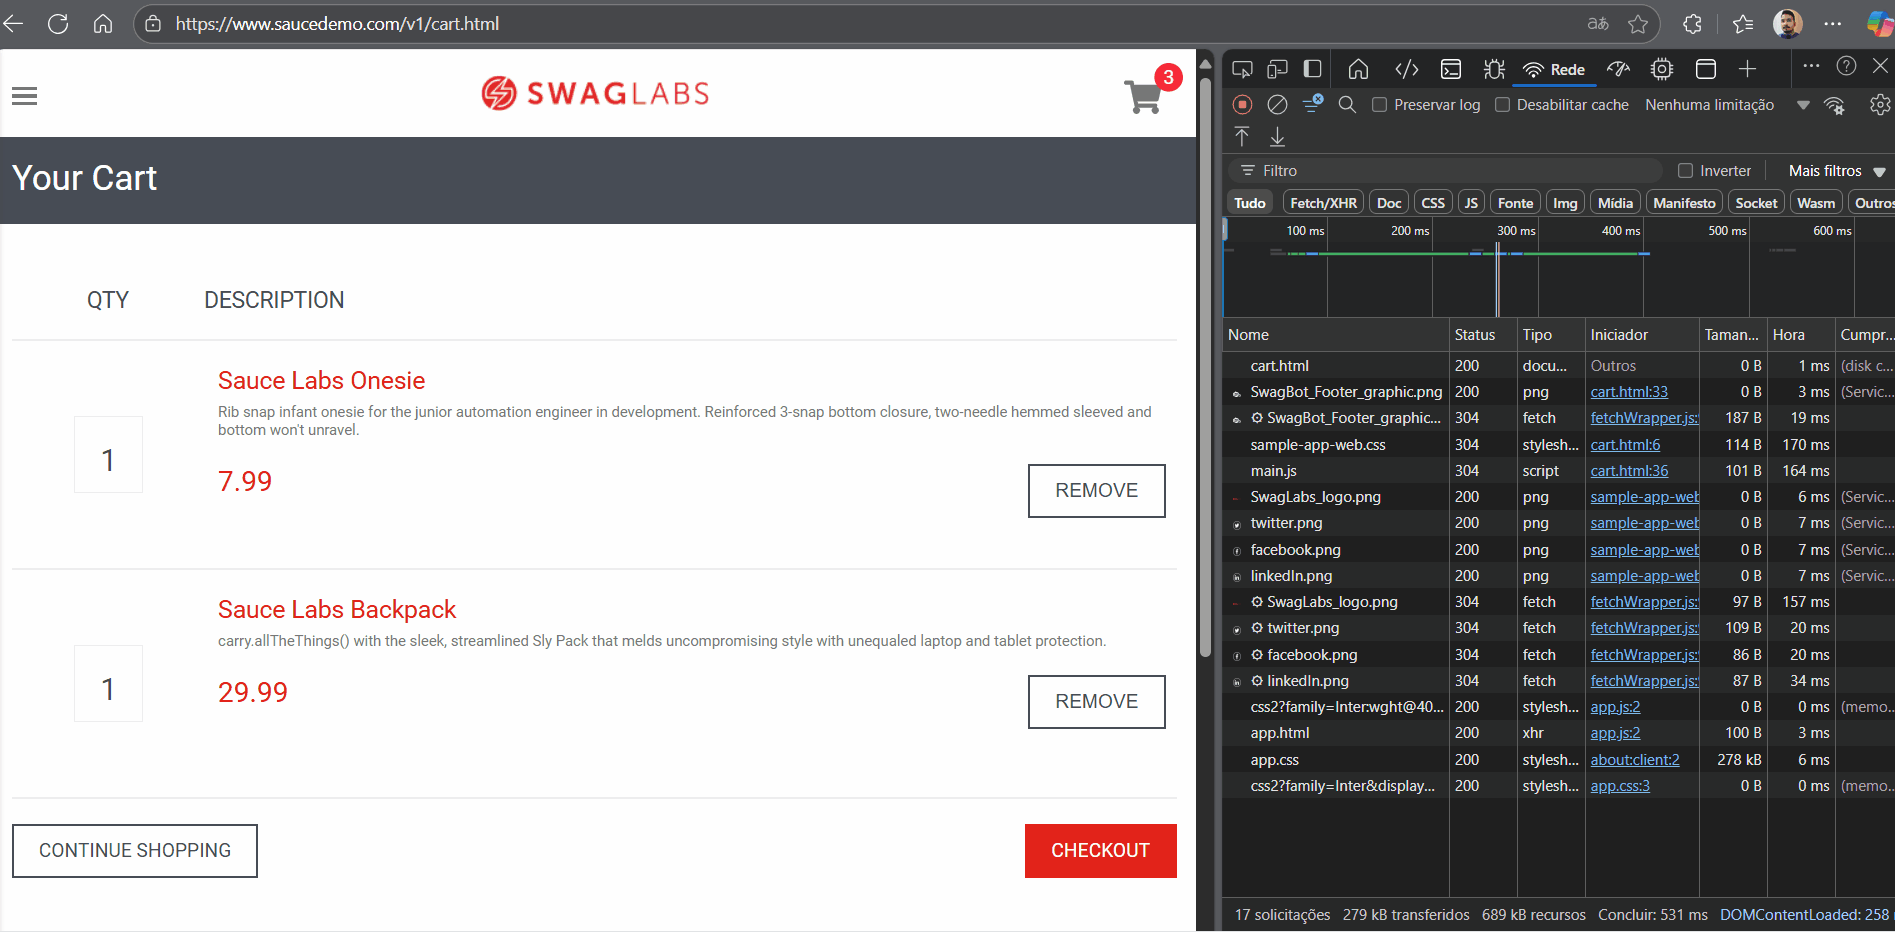 https://www.saucedemo.com/v1/cart.html
SWAGLABS
3
Your Cart
QTY DESCRIPTION
Sauce Labs Onesie
Rib snap infant onesie for the junior automation engineer in development. Reinforced 3-snap bottom closure, two-needle hemmed sleeved and
bottom won't unravel.
1
7.99
REMOVE
Sauce Labs Backpack
carry.allTheThings() with the sleek, streamlined Sly Pack that melds uncompromising style with unequaled laptop and tablet protection.
1
29.99
REMOVE
CONTINUE SHOPPING
CHECKOUT
Rede
Preservar log Desabilitar cache Nenhuma limitação
Filtro Inverter Mais filtros
Tudo Fetch/XHR Doc CSS JS Fonte Img Mídia Manifesto Socket Wasm Outros
100 ms 200 ms 300 ms 400 ms 500 ms 600 ms
Nome Status Tipo Iniciador Taman... Hora Cumpr...
cart.html 200 docu... Outros 0 B 1 ms (disk c...
SwagBot_Footer_graphic.png 200 png cart.html:33 0 B 3 ms (Servic...
SwagBot_Footer_graphic... 304 fetch fetchWrapper.js: 187 B 19 ms
sample-app-web.css 304 stylesh... cart.html:6 114 B 170 ms
main.js 304 script cart.html:36 101 B 164 ms
SwagLabs_logo.png 200 png sample-app-web 0 B 6 ms (Servic...
twitter.png 200 png sample-app-web 0 B 7 ms (Servic...
facebook.png 200 png sample-app-web 0 B 7 ms (Servic...
linkedIn.png 200 png sample-app-web 0 B 7 ms (Servic...
SwagLabs_logo.png 304 fetch fetchWrapper.js: 97 B 157 ms
twitter.png 304 fetch fetchWrapper.js: 109 B 20 ms
facebook.png 304 fetch fetchWrapper.js: 86 B 20 ms
linkedIn.png 304 fetch fetchWrapper.js: 87 B 34 ms
css2?family=Inter:wght@40... 200 stylesh... app.js:2 0 B 0 ms (memo...
app.html 200 xhr app.js:2 100 B 3 ms
app.css 200 stylesh... about:client:2 278 kB 6 ms
css2?family=Inter&display... 200 stylesh... app.css:3 0 B 0 ms (memo...
17 solicitações 279 kB transferidos 689 kB recursos Concluir: 531 ms DOMContentLoaded: 258